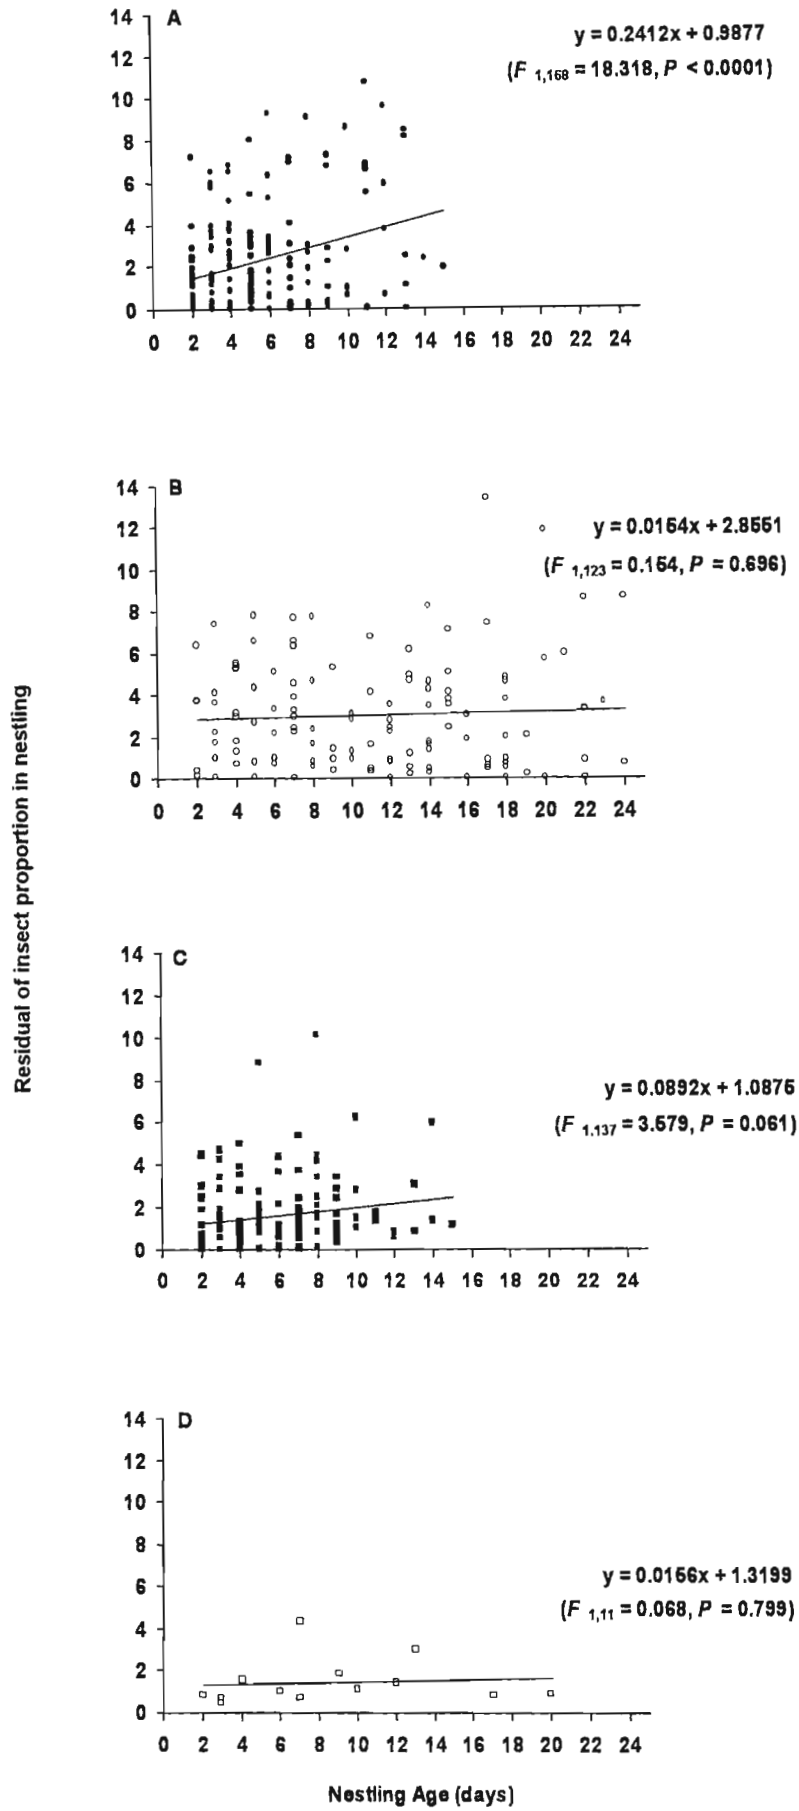 A
y = 0.2412x + 0.9877
(F 1,168 = 18.318, P < 0.0001)
14
12
10
8
6
4
2
0
0 2 4 6 8 10 12 14 16 18 20 22 24
B
y = 0.0154x + 2.8551
(F 1,123 = 0.154, P = 0.696)
14
12
10
8
6
4
2
0
0 2 4 6 8 10 12 14 16 18 20 22 24
Residual of insect proportion in nestling
C
y = 0.0892x + 1.0875
(F 1,137 = 3.579, P = 0.061)
14
12
10
8
6
4
2
0
0 2 4 6 8 10 12 14 16 18 20 22 24
D
y = 0.0156x + 1.3199
(F 1,11 = 0.068, P = 0.799)
14
12
10
8
6
4
2
0
0 2 4 6 8 10 12 14 16 18 20 22 24
Nestling Age (days)